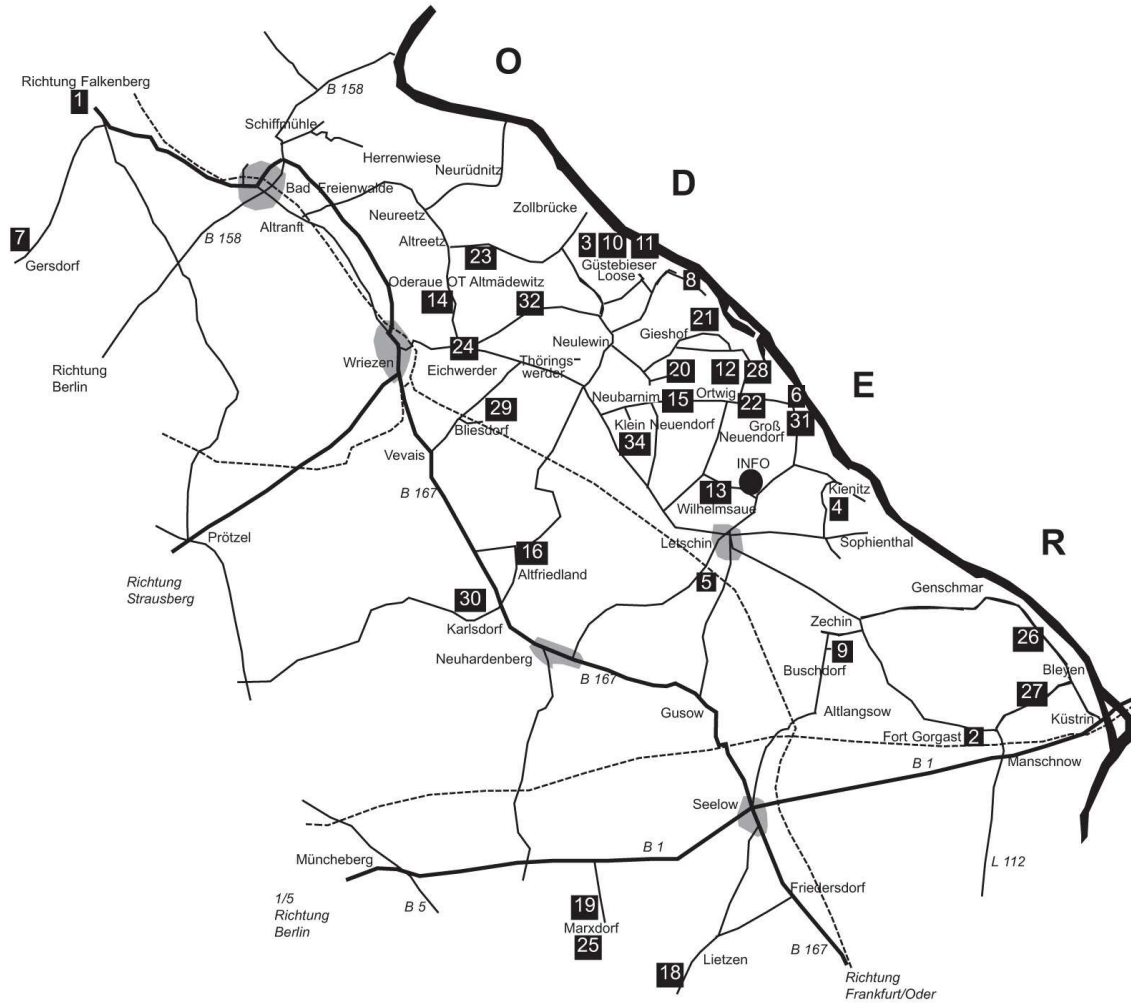 O
B 158
Richtung Falkenberg
1
Schiffmühle
Herrenwiese
Neurüdnitz
D
Bad Freienwalde
Neureetz
Zollbrücke
Altranft
7
B 158
Gersdorf
Altreetz
23
3 10 11
Güstebieser
Loose
8
Oderaue OT Altmädewitz
14
32
21
Gieshof
Neulewin
Wriezen
24
Eichwerder
Thörings-
werder
20
12
28
E
Richtung
Berlin
Neubarnim
15
Ortwig
22
6
29
Bliesdorf
Klein Neuendorf
34
Groß
Neuendorf
31
Vevais
INFO
B 167
13
Wilhelmsaue
Kienitz
4
Prötzel
Letschin
Sophienthal
R
16
Altfriedland
5
Richtung
Strausberg
Genschmar
30
Karlsdorf
Zechin
26
Neuhardenberg
9
Buschdorf
Bleyen
B 167
27
Gusow
Altlangsow
Küstrin
Fort Gorgast 2
B 1
Manschnow
Seelow
B 1
Müncheberg
L 112
1/5
Richtung
Berlin
B 5
Friedersdorf
19
Marxdorf
25
B 167
Lietzen
18
Richtung
Frankfurt/Oder